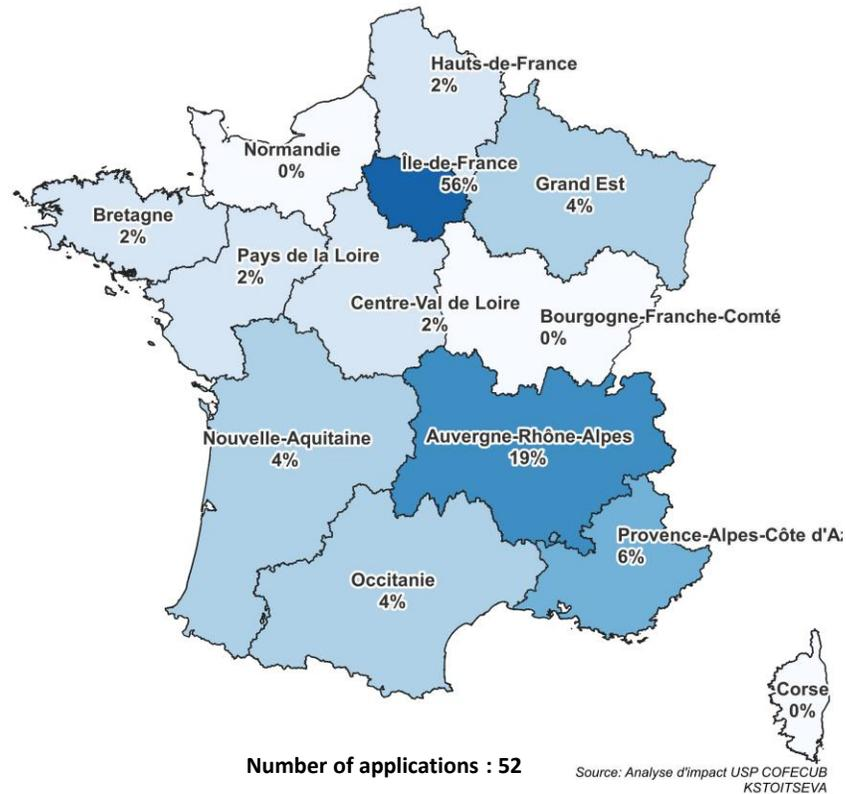 Hauts-de-France
2%
Normandie
0%
Île-de-France
56%
Grand Est
4%
Bretagne
2%
Pays de la Loire
2%
Centre-Val de Loire
2%
Bourgogne-Franche-Comté
0%
Nouvelle-Aquitaine
4%
Auvergne-Rhône-Alpes
19%
Provence-Alpes-Côte d'A
6%
Occitanie
4%
Corse
0%
Number of applications : 52
Source: Analyse d'impact USP COFECUB
KSTOITSEVA